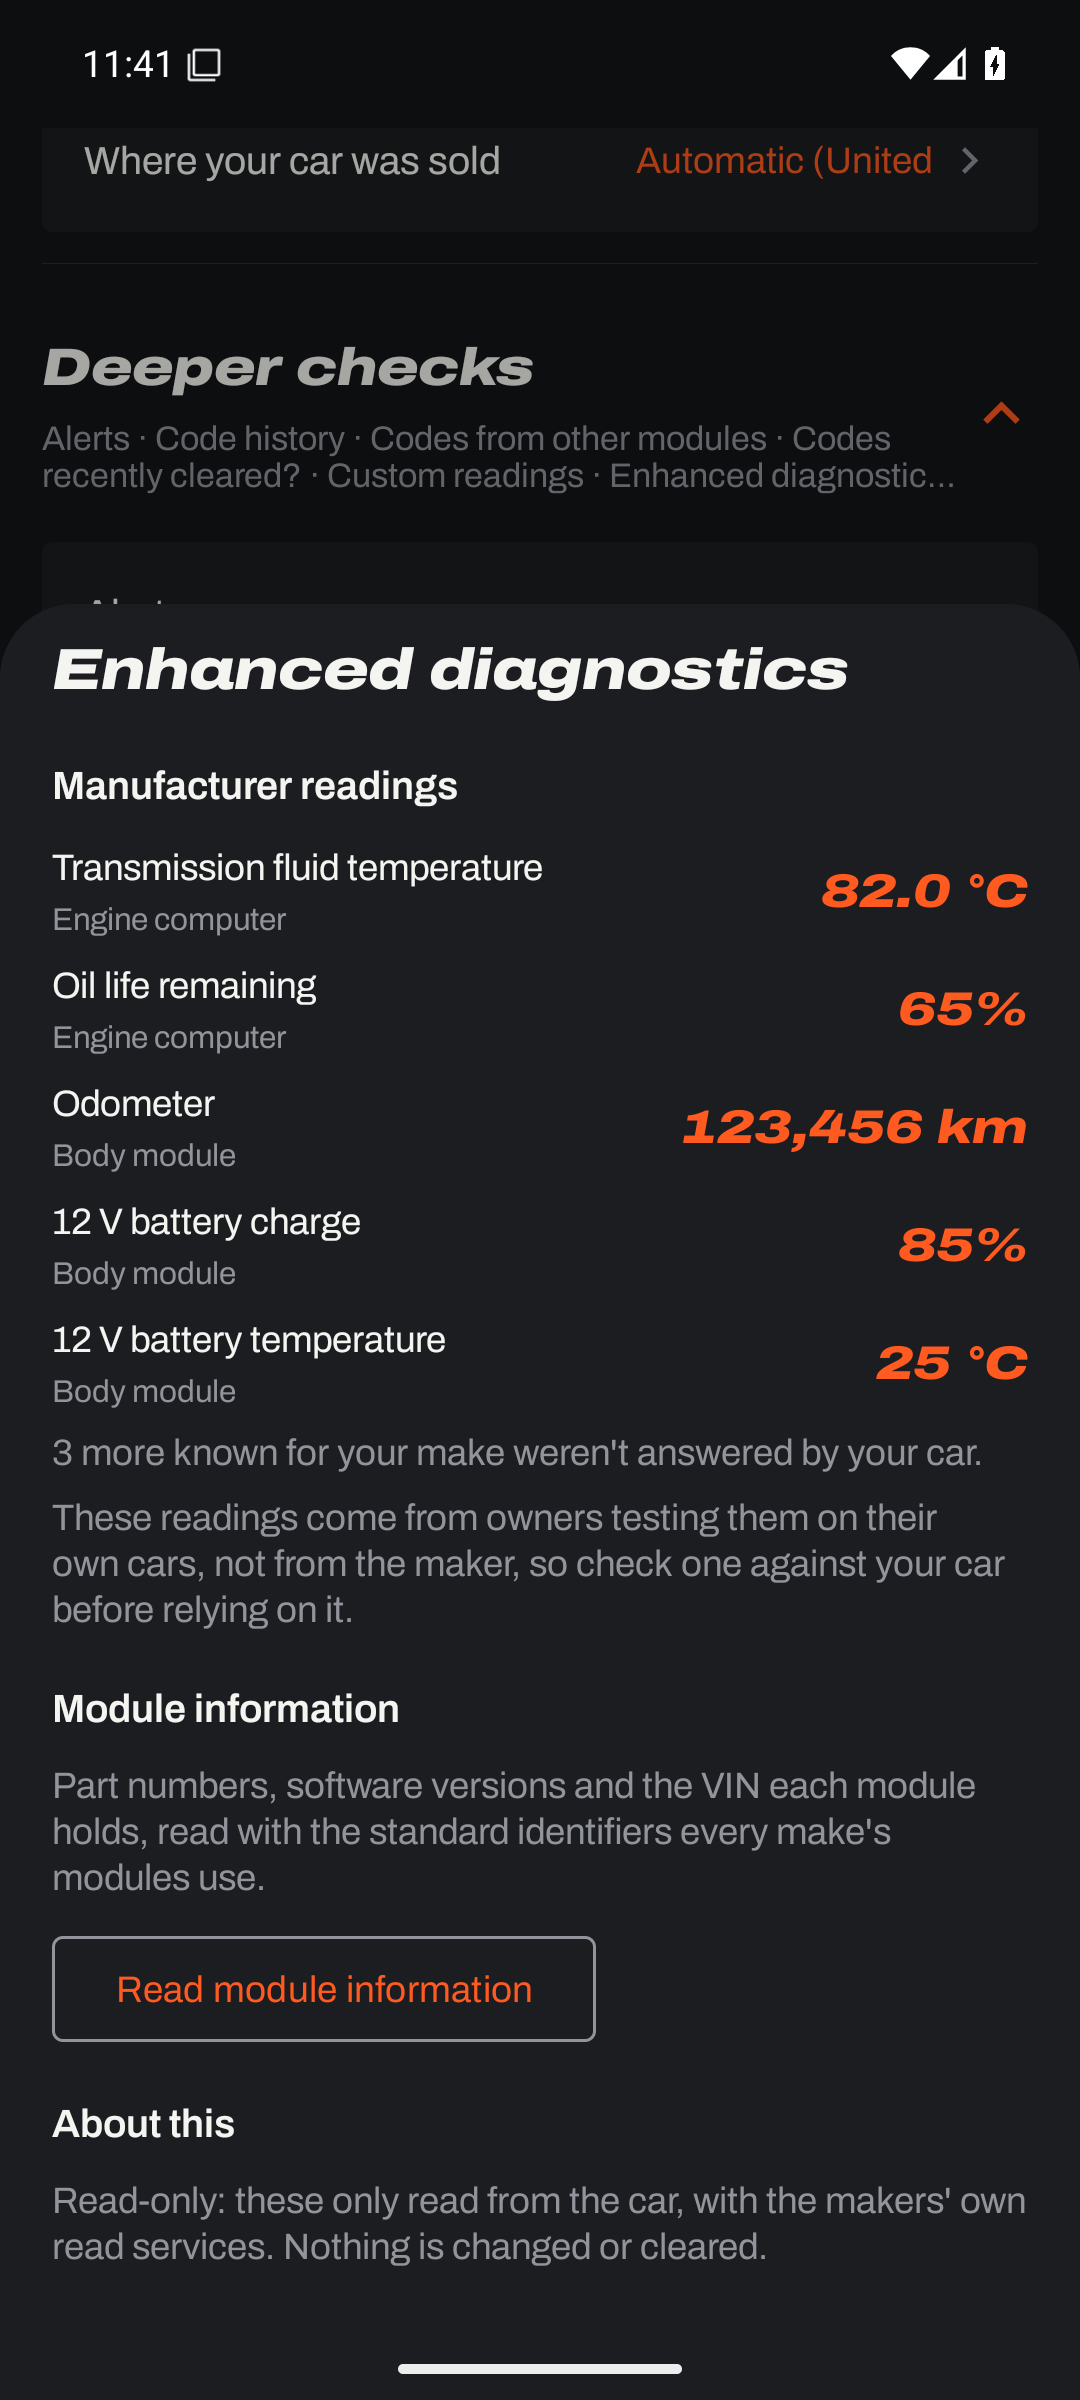 11:41
Where your car was sold
Automatic (United
Deeper checks
Alerts · Code history · Codes from other modules · Codes
recently cleared? · Custom readings · Enhanced diagnostic...
Enhanced diagnostics
Manufacturer readings
Transmission fluid temperature
Engine computer
82.0 °C
Oil life remaining
Engine computer
65%
Odometer
Body module
123,456 km
12 V battery charge
Body module
85%
12 V battery temperature
Body module
25 °C
3 more known for your make weren't answered by your car.
These readings come from owners testing them on their
own cars, not from the maker, so check one against your car
before relying on it.
Module information
Part numbers, software versions and the VIN each module
holds, read with the standard identifiers every make's
modules use.
Read module information
About this
Read-only: these only read from the car, with the makers' own
read services. Nothing is changed or cleared.